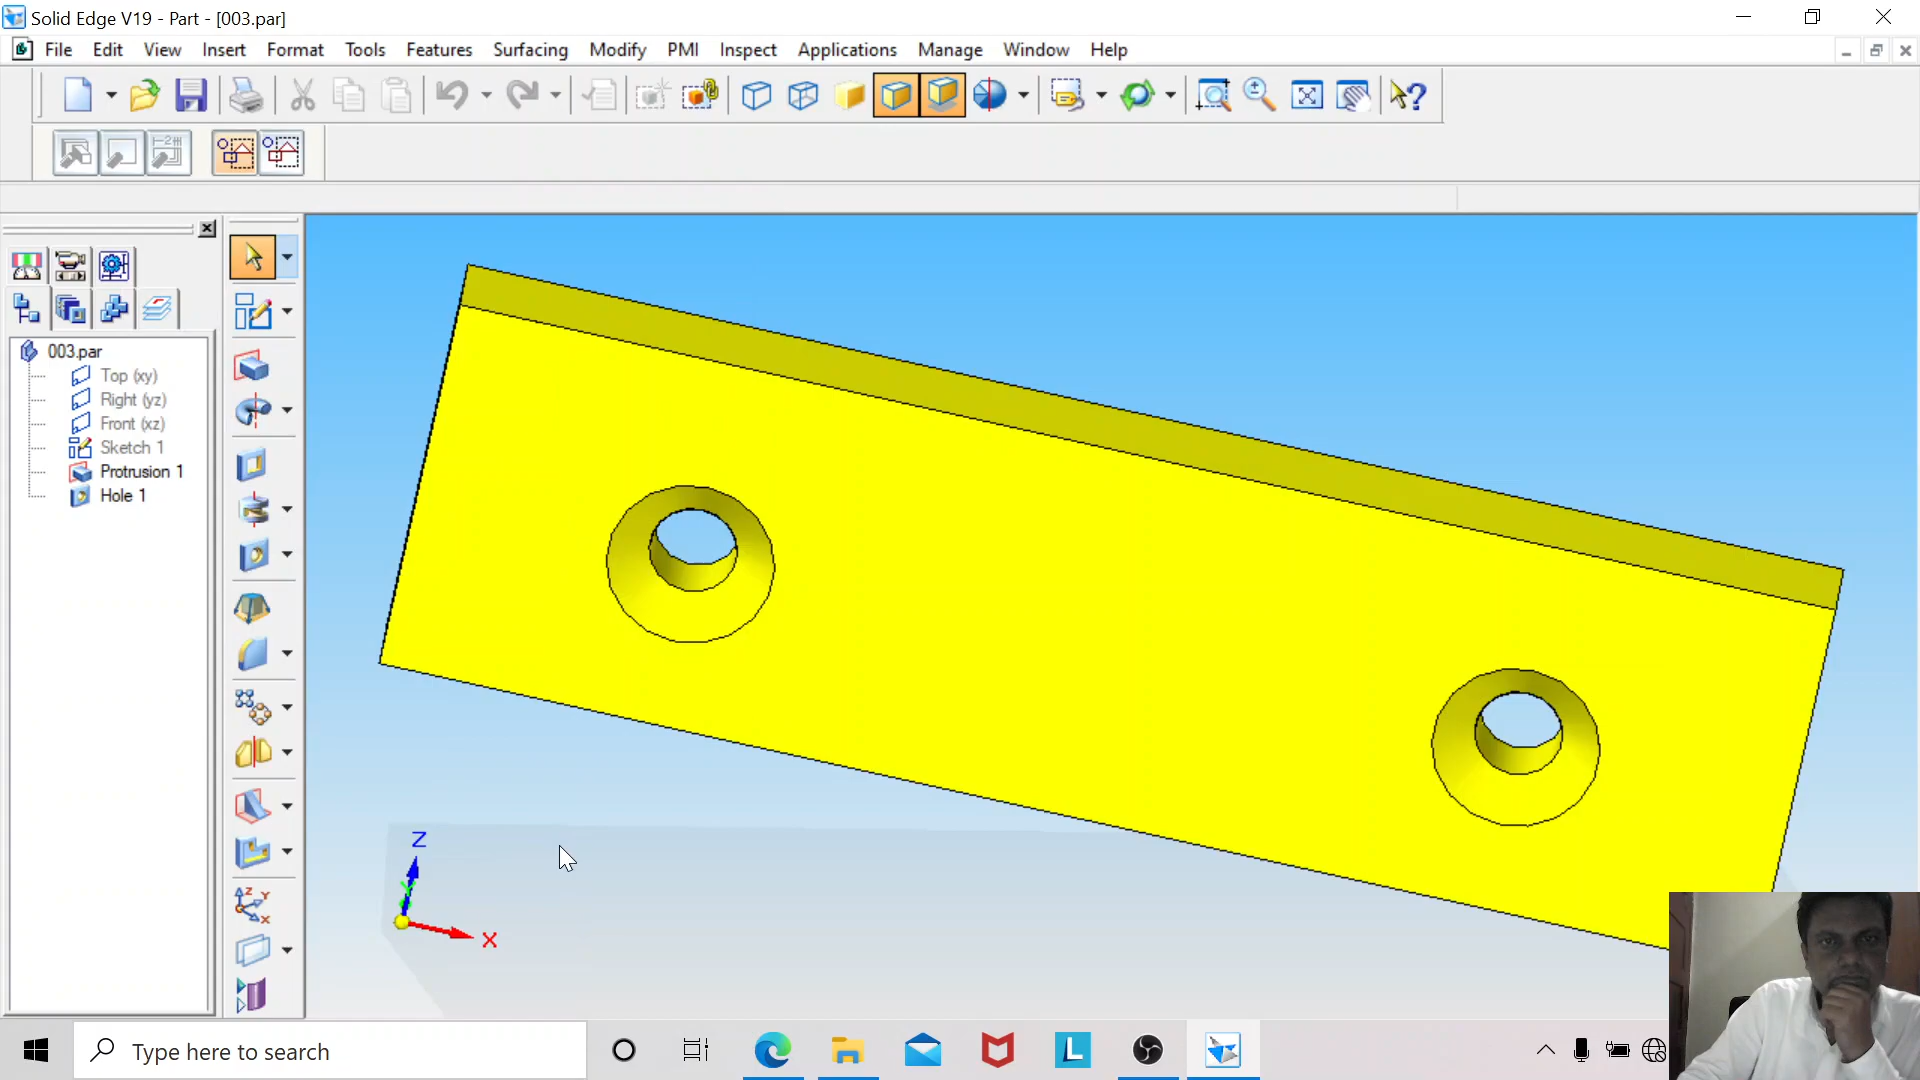 Solid Edge V19 - Part - [003.par]
File Edit View Insert Format Tools Features Surfacing Modify PMI Inspect Applications Manage Window Help
003.par
Top (xy)
Right (yz)
Front (xz)
Sketch 1
Protrusion 1
Hole 1
Z
Y
X
Type here to search